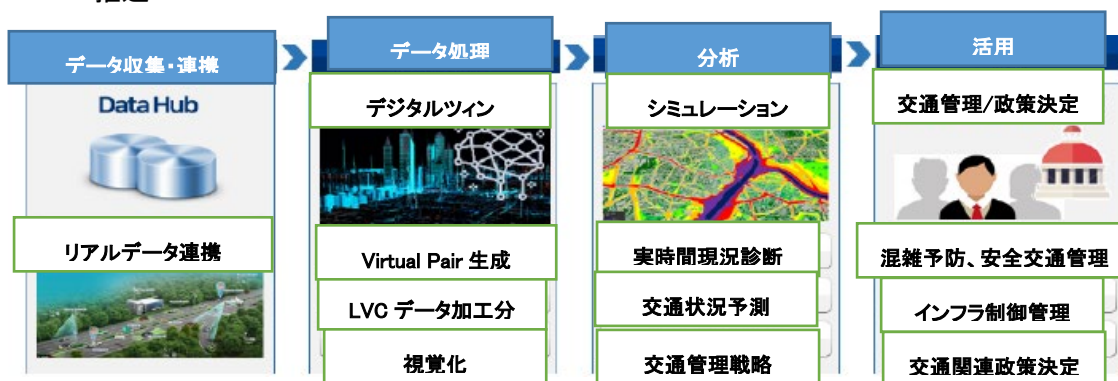 データ収集・連携
Data Hub
リアルデータ連携
データ処理
デジタルツイン
Virtual Pair 生成
LVC データ加工分
視覚化
分析
シミュレーション
実時間現況診断
交通状況予測
交通管理戦略
活用
交通管理/政策決定
混雑予防、安全交通管理
インフラ制御管理
交通関連政策決定